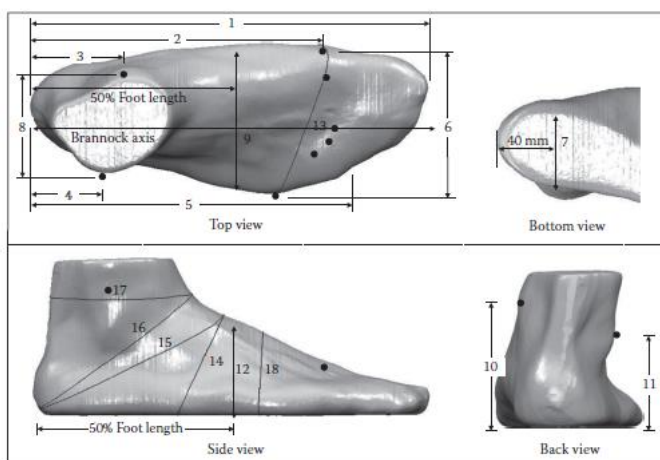 1
2
3
50% Foot length
8
Brannock axis
9
13
6
4
5
Top view
40 mm
7
Bottom view
17
16
15
14
12
18
50% Foot length
Side view
10
11
Back view